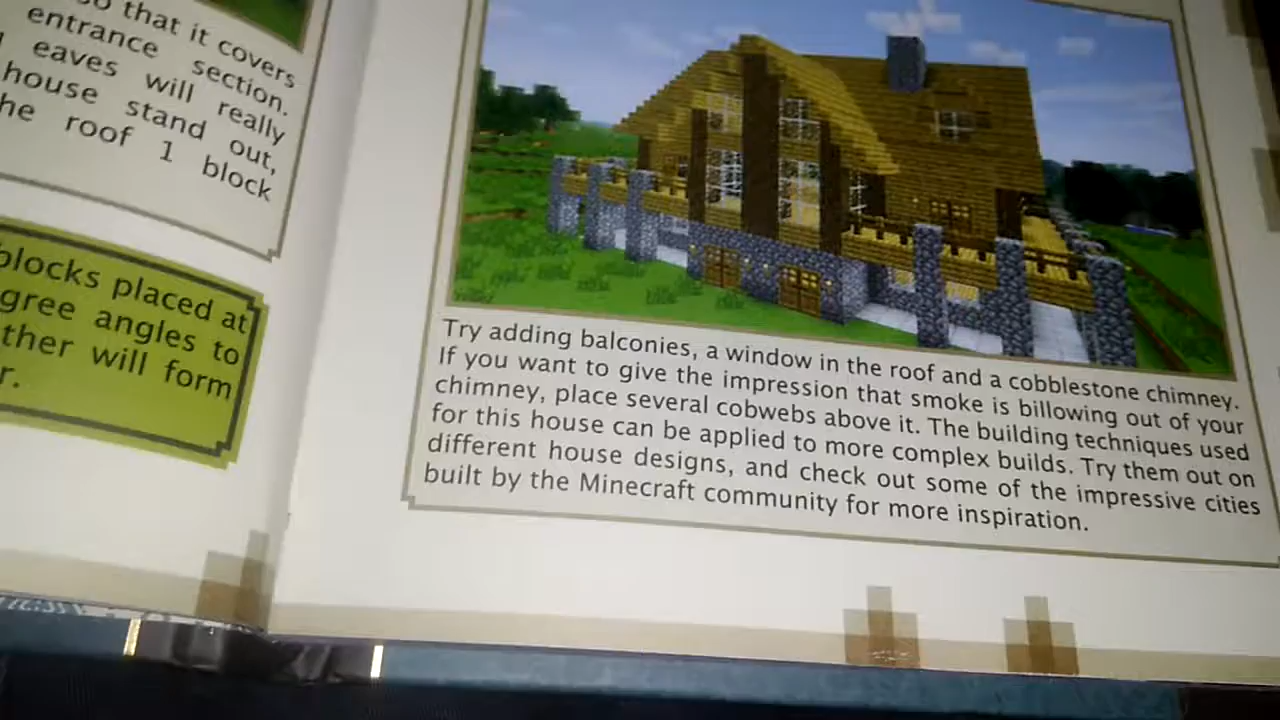 so that it covers
entrance section.
eaves will really
house stand out,
the roof 1 block
blocks placed at
gree angles to
ther will form
r.
Try adding balconies, a window in the roof and a cobblestone chimney.
If you want to give the impression that smoke is billowing out of your
chimney, place several cobwebs above it. The building techniques used
for this house can be applied to more complex builds. Try them out on
different house designs, and check out some of the impressive cities
built by the Minecraft community for more inspiration.